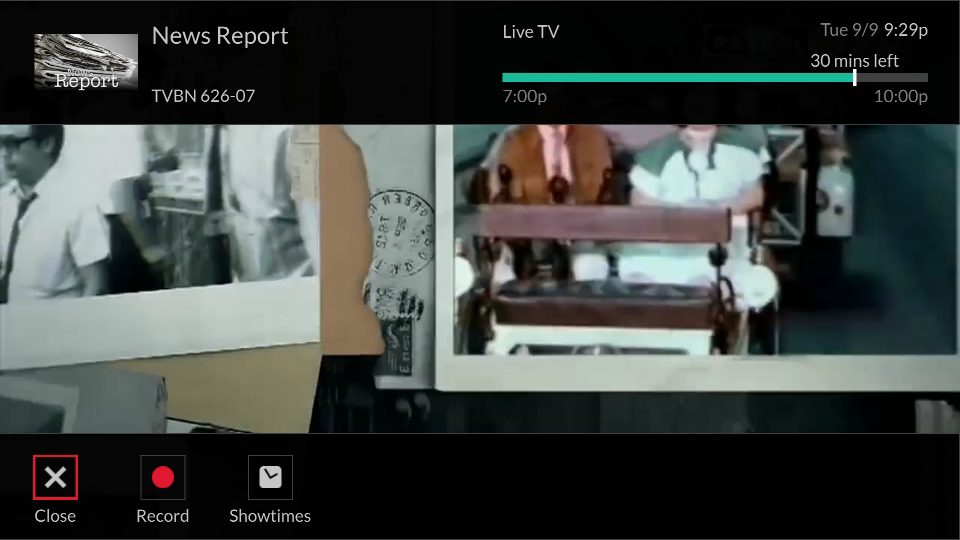 News Report
Report
TVBN 626-07
Live TV
Tue 9/9 9:29p
30 mins left
7:00p
10:00p
Close
Record
Showtimes